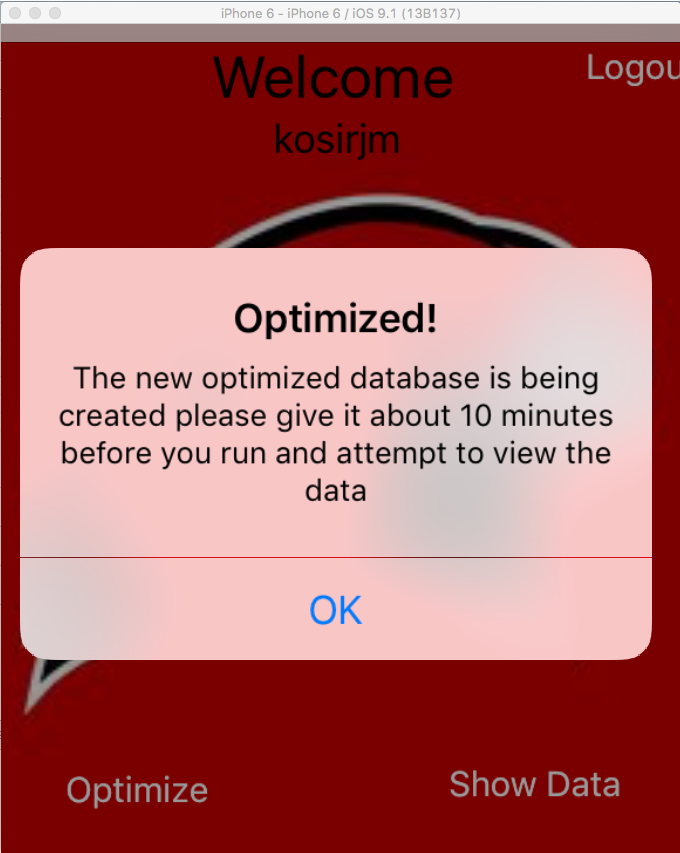 iPhone 6 - iPhone 6 / iOS 9.1 (13B137)
Welcome
Logou
kosirjm
Optimized!
The new optimized database is being
created please give it about 10 minutes
before you run and attempt to view the
data
OK
Optimize
Show Data